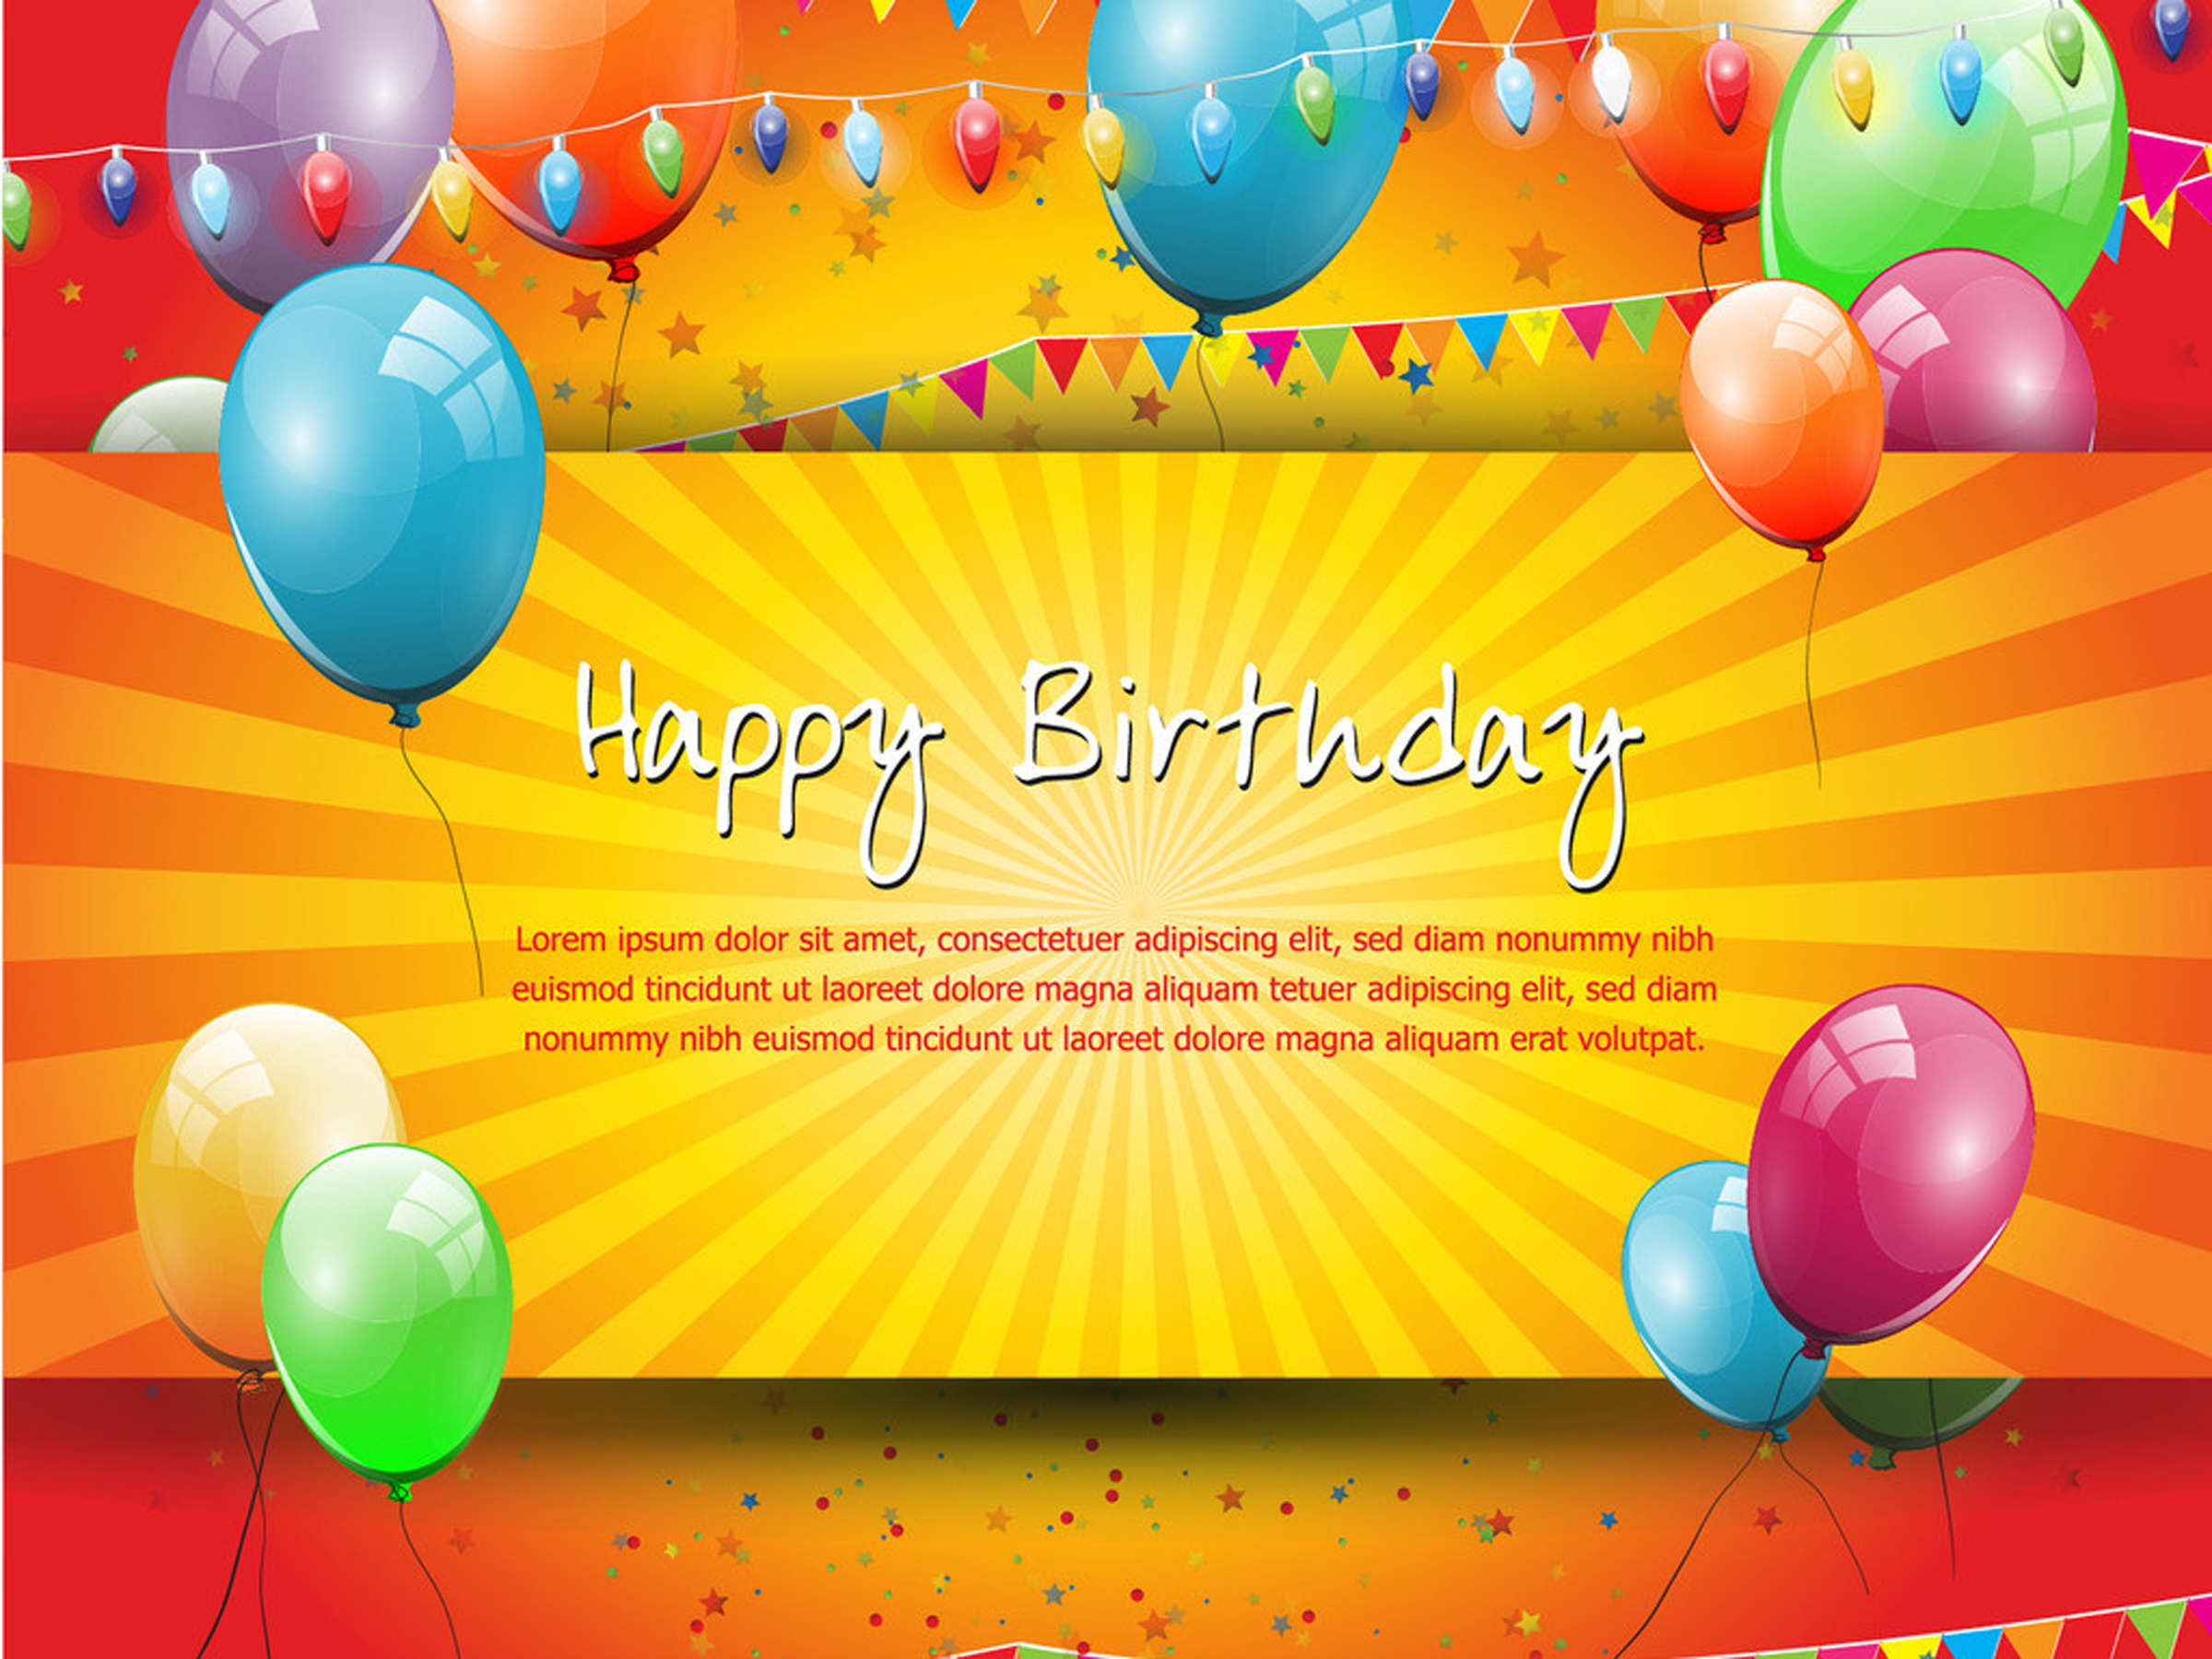 Happy Birthday
Lorem ipsum dolor sit amet, consectetuer adipiscing elit, sed diam nonummy nibh
euismod tincidunt ut laoreet dolore magna aliquam tetuer adipiscing elit, sed diam
nonummy nibh euismod tincidunt ut laoreet dolore magna aliquam erat volutpat.